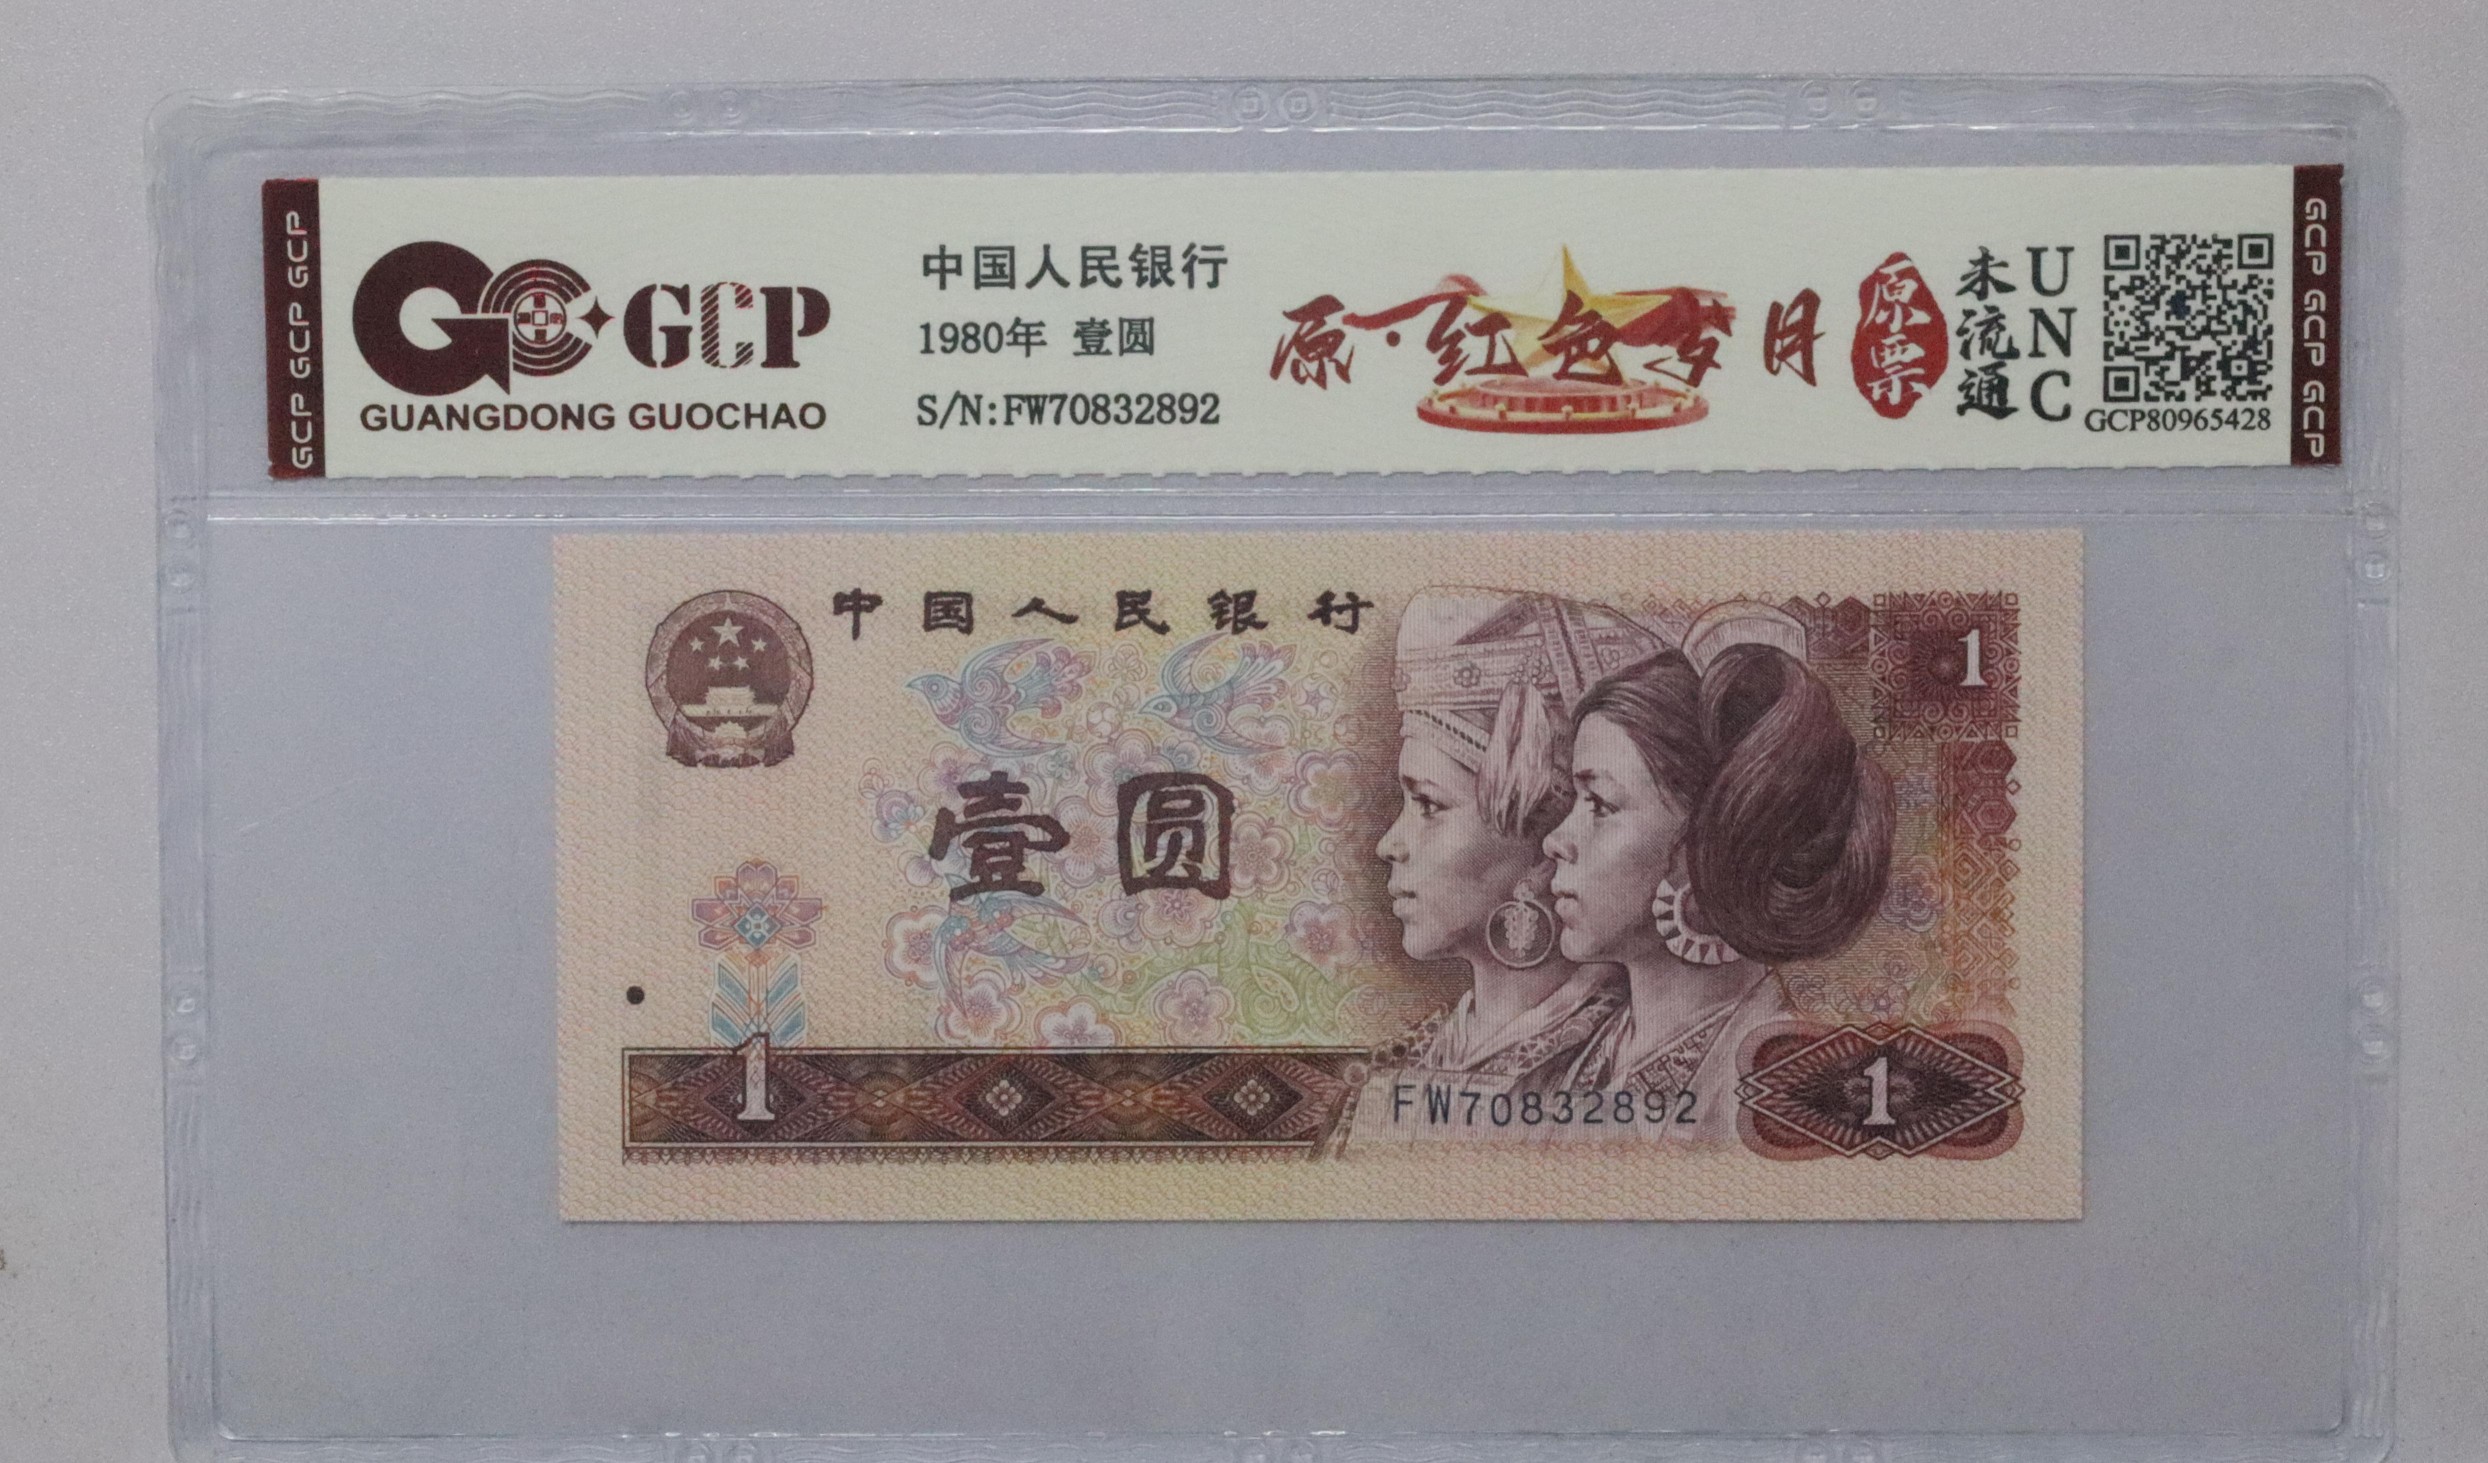 GCP GCP GCP
GCP
GUANGDONG GUOCHAO
中国人民银行
1980年 壹圆
S/N:FW70832892
原·红色岁月
原票
未流通
UNC
GCP80965428
GCP GCP GCP
中国人民银行
1
壹圆
1
FW70832892
1